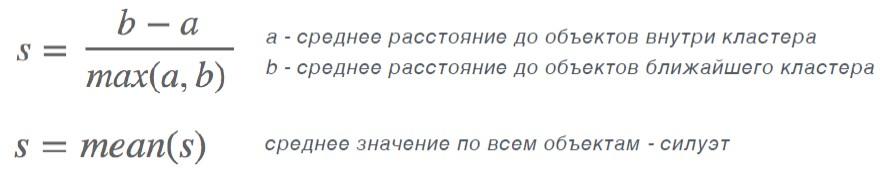 s = \frac{b - a}{max(a, b)}
a - среднее расстояние до объектов внутри кластера
b - среднее расстояние до объектов ближайшего кластера
s = mean(s) среднее значение по всем объектам - силуэт